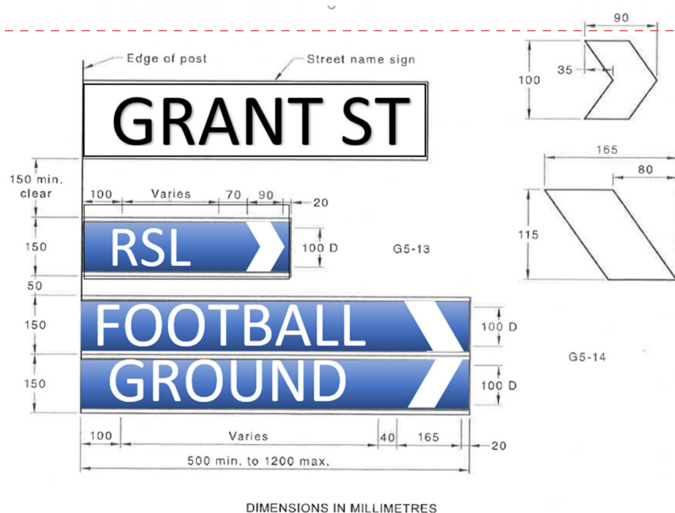 90
Edge of post
Street name sign
35
100
GRANT ST
165
80
150 min.
clear
100 Varies 70 90 20
150
RSL
100 D
G5-13
115
50
150
FOOTBALL
100 D
G5-14
150
GROUND
100 D
100 Varies 40 165 20
500 min. to 1200 max.
DIMENSIONS IN MILLIMETRES